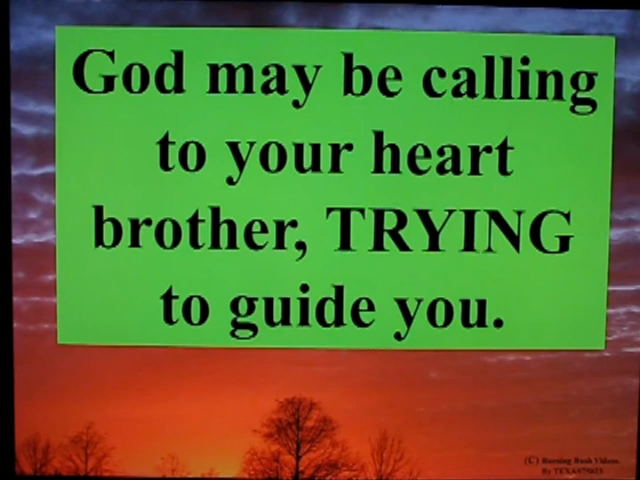 God may be calling
to your heart
brother, TRYING
to guide you.
(C) Burning Bush Videos.